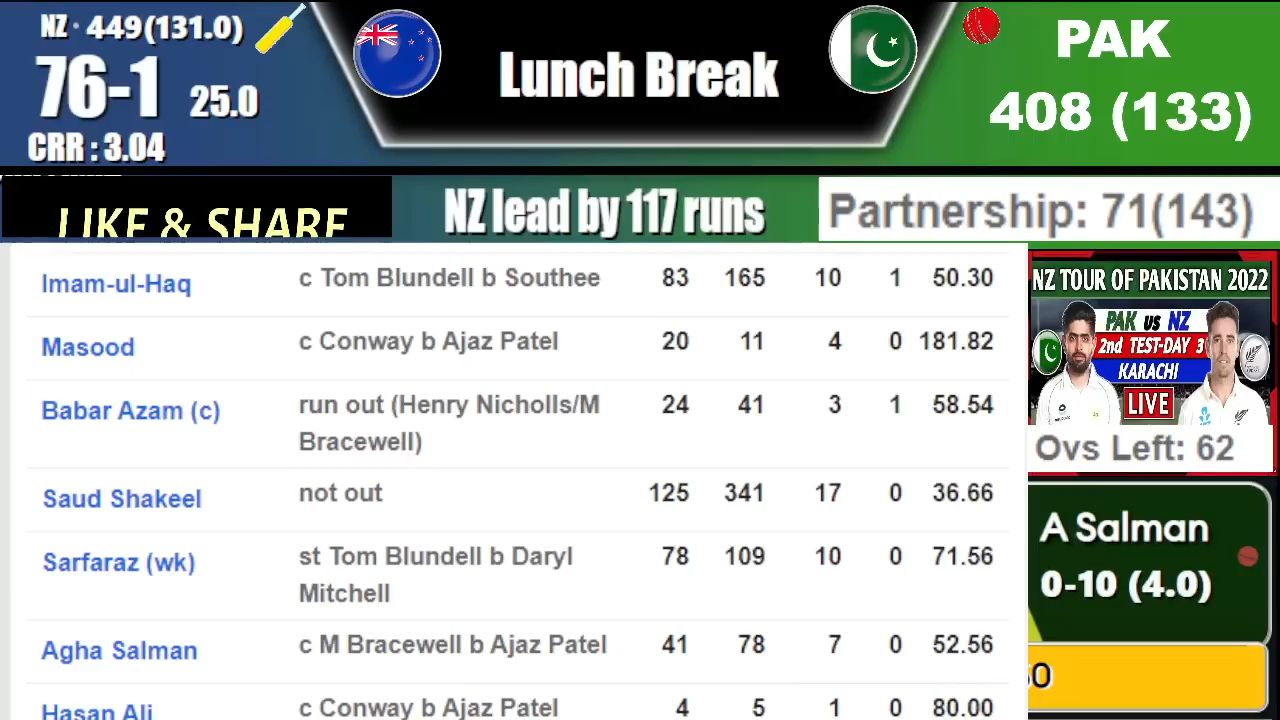 NZ · 449(131.0)
76-1 25.0
CRR : 3.04
Lunch Break
PAK
408 (133)
LIKE & SHARE
NZ lead by 117 runs
Partnership: 71(143)
Imam-ul-Haq c Tom Blundell b Southee 83 165 10 1 50.30
Masood c Conway b Ajaz Patel 20 11 4 0 181.82
Babar Azam (c) run out (Henry Nicholls/M 24 41 3 1 58.54
Bracewell)
Saud Shakeel not out 125 341 17 0 36.66
Sarfaraz (wk) st Tom Blundell b Daryl 78 109 10 0 71.56
Mitchell
Agha Salman c M Bracewell b Ajaz Patel 41 78 7 0 52.56
Hasan Ali c Conway b Ajaz Patel 4 5 1 0 80.00
NZ TOUR OF PAKISTAN 2022
PAK us NZ
2nd TEST-DAY 3
KARACHI
LIVE
Ovs Left: 62
A Salman
0-10 (4.0)